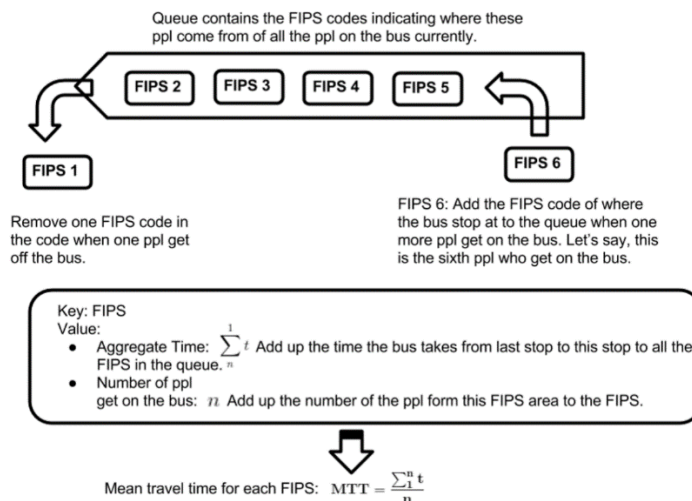 Queue contains the FIPS codes indicating where these
ppl come from of all the ppl on the bus currently.
FIPS 2 FIPS 3 FIPS 4 FIPS 5
FIPS 1
FIPS 6
Remove one FIPS code in
the code when one ppl get
off the bus.
FIPS 6: Add the FIPS code of where
the bus stop at to the queue when one
more ppl get on the bus. Let's say, this
is the sixth ppl who get on the bus.
Key: FIPS
Value:
● Aggregate Time: ∑_n^1 t Add up the time the bus takes from last stop to this stop to all the
FIPS in the queue.
● Number of ppl
get on the bus: n Add up the number of the ppl form this FIPS area to the FIPS.
Mean travel time for each FIPS: MTT = ∑_1^n t / n